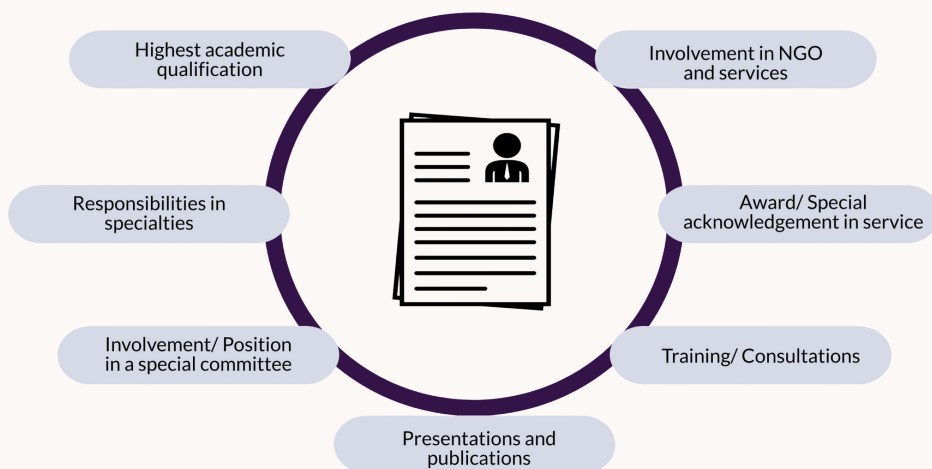 Highest academic
qualification
Involvement in NGO
and services
Responsibilities in
specialties
Award/ Special
acknowledgement in service
Involvement/ Position
in a special committee
Training/ Consultations
Presentations and
publications